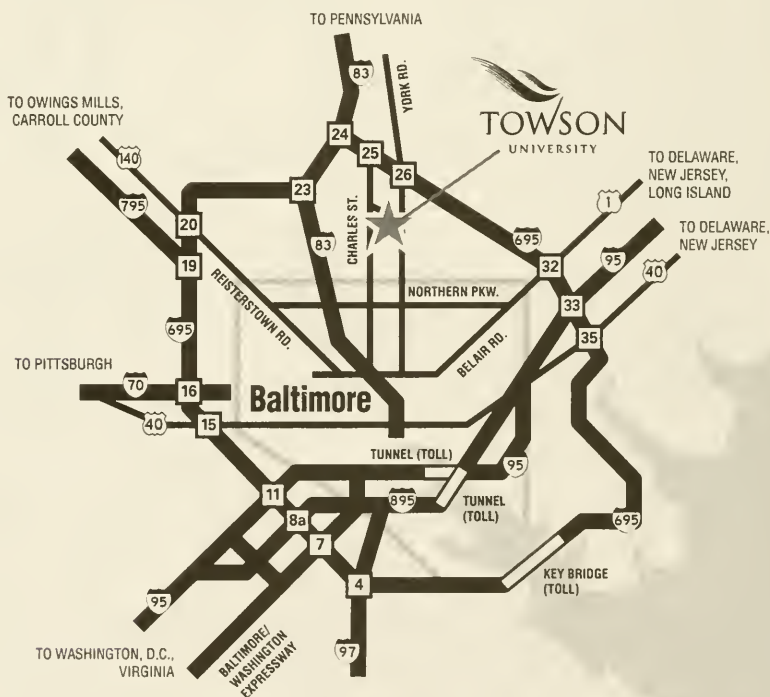 TO PENNSYLVANIA
83
YORK RD.
TOWSON
UNIVERSITY
TO OWINGS MILLS,
CARROLL COUNTY
140
24
25
26
TO DELAWARE,
NEW JERSEY,
LONG ISLAND
1
795
23
20
83
CHARLES ST.
695
TO DELAWARE,
NEW JERSEY
95
40
19
32
REISTERSTOWN RD.
NORTHERN PKW.
33
695
BELAIR RD.
35
TO PITTSBURGH
70
16
Baltimore
40
15
TUNNEL (TOLL)
95
11
895
TUNNEL
(TOLL)
8a
695
7
4
KEY BRIDGE
(TOLL)
95
97
TO WASHINGTON, D.C.,
VIRGINIA
BALTIMORE/
WASHINGTON
EXPRESSWAY